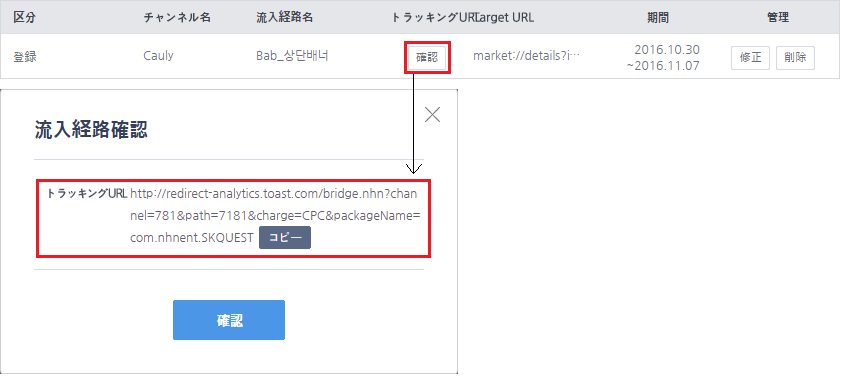 区分 チャンネル名 流入経路名 トラッキングURL Target URL 期間 管理
登録 Cauly Bab_상단배너 確認 market://details?i… 2016.10.30 ~2016.11.07 修正 削除
流入経路確認
トラッキングURL http://redirect-analytics.toast.com/bridge.nhn?chan
nel=781&path=7181&charge=CPC&packageName=
com.nhnent.SKQUEST コピー
確認